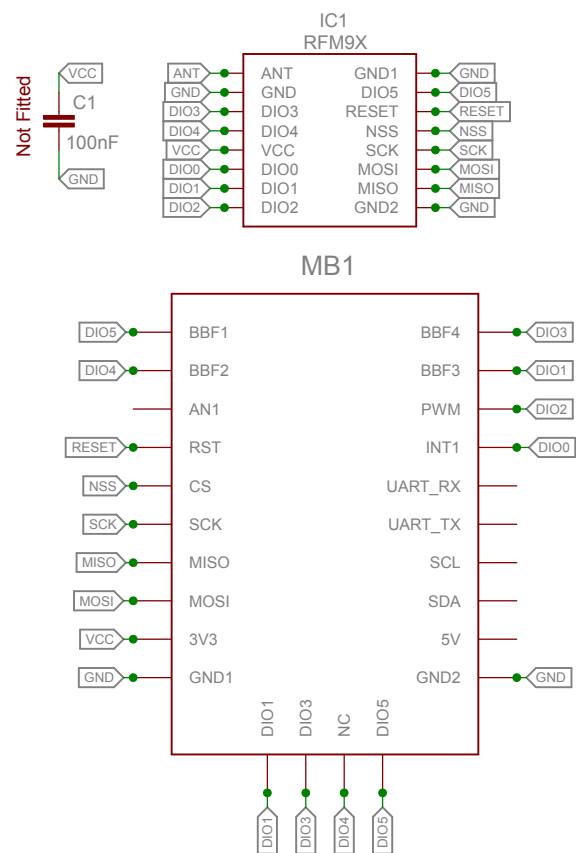 IC1
RFM9X
VCC
C1
100nF
GND
Not Fitted
ANT ANT GND1 GND
GND GND DIO5 DIO5
DIO3 DIO3 RESET RESET
DIO4 DIO4 NSS NSS
VCC VCC SCK SCK
DIO0 DIO0 MOSI MOSI
DIO1 DIO1 MISO MISO
DIO2 DIO2 GND2 GND
MB1
DIO5 BBF1 BBF4 DIO3
DIO4 BBF2 BBF3 DIO1
AN1 PWM DIO2
RESET RST INT1 DIO0
NSS CS UART_RX
SCK SCK UART_TX
MISO MISO SCL
MOSI MOSI SDA
VCC 3V3 5V
GND GND1 GND2 GND
DIO1 DIO3 NC DIO5
DIO1 DIO3 DIO4 DIO5